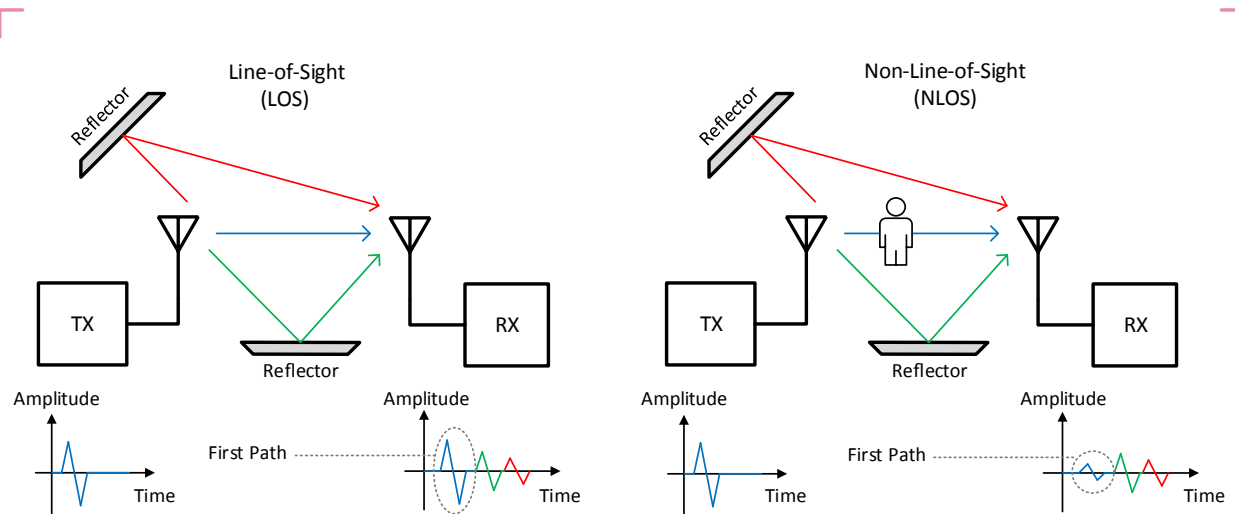 Line-of-Sight
(LOS)
Reflector
TX
RX
Reflector
Amplitude
Amplitude
First Path
Time
Time
Non-Line-of-Sight
(NLOS)
Reflector
TX
RX
Reflector
Amplitude
Amplitude
First Path
Time
Time